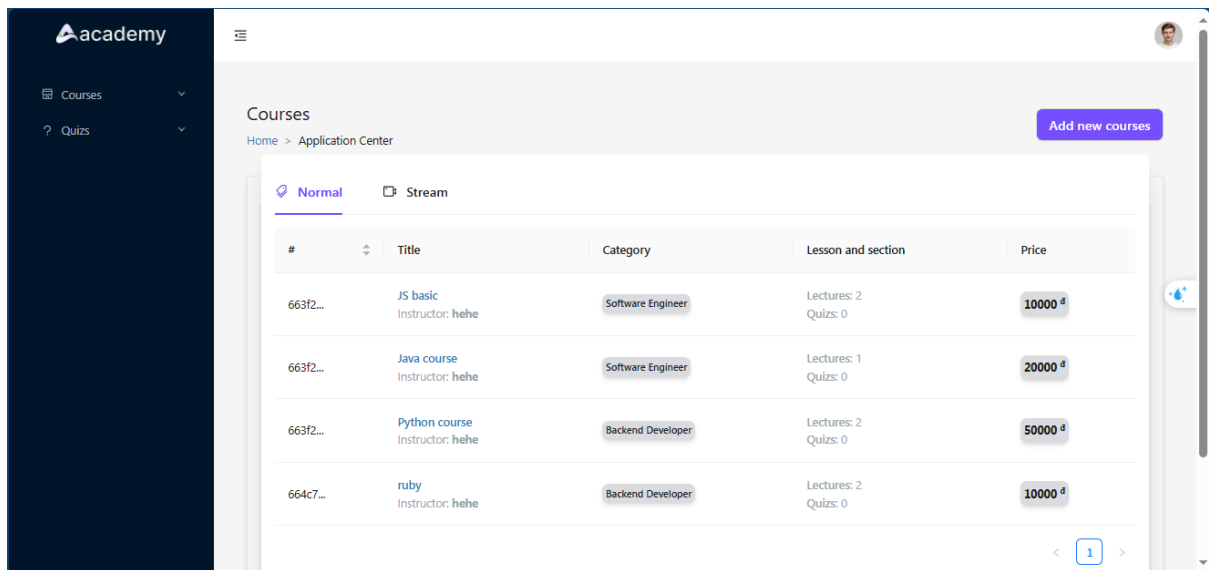 academy
Courses
? Quizs
Courses
Home > Application Center
Add new courses
Normal Stream
# Title Category Lesson and section Price
663f2... JS basic Software Engineer Lectures: 2 10000 đ
Instructor: hehe Quizs: 0
663f2... Java course Software Engineer Lectures: 1 20000 đ
Instructor: hehe Quizs: 0
663f2... Python course Backend Developer Lectures: 2 50000 đ
Instructor: hehe Quizs: 0
664c7... ruby Backend Developer Lectures: 2 10000 đ
Instructor: hehe Quizs: 0
< 1 >